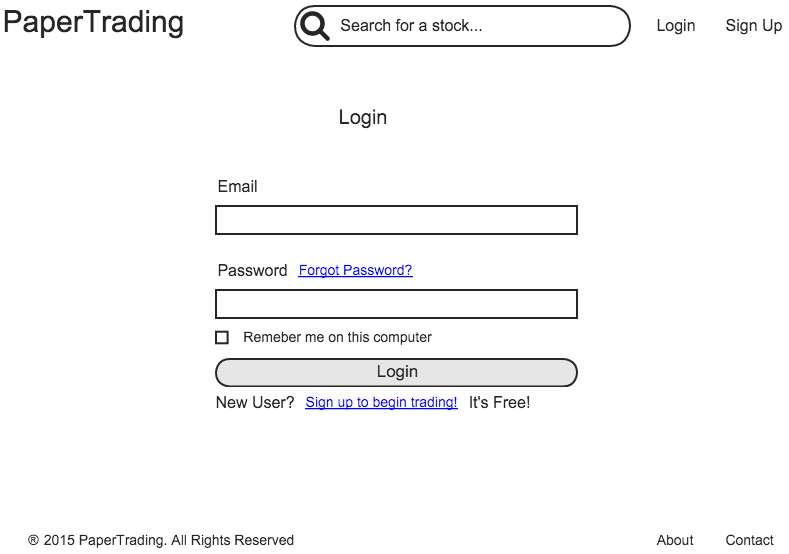 PaperTrading
Search for a stock...
Login
Sign Up
Login
Email
Password Forgot Password?
Remeber me on this computer
Login
New User? Sign up to begin trading! It's Free!
® 2015 PaperTrading. All Rights Reserved
About
Contact